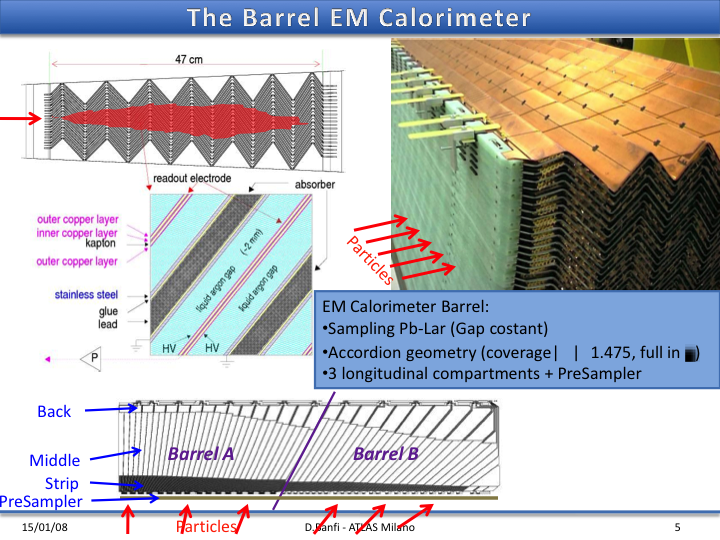 The Barrel EM Calorimeter
47 cm
readout electrode
absorber
outer copper layer
inner copper layer
kapton
outer copper layer
(~2 mm)
liquid argon gap
liquid argon gap
stainless steel
glue
lead
HV
HV
P
Particles
EM Calorimeter Barrel:
•Sampling Pb-Lar (Gap costant)
•Accordion geometry (coverage| | 1.475, full in )
•3 longitudinal compartments + PreSampler
Back
Middle
Strip
PreSampler
Barrel A
Barrel B
Particles
15/01/08
D.Banfi - ATLAS Milano
5